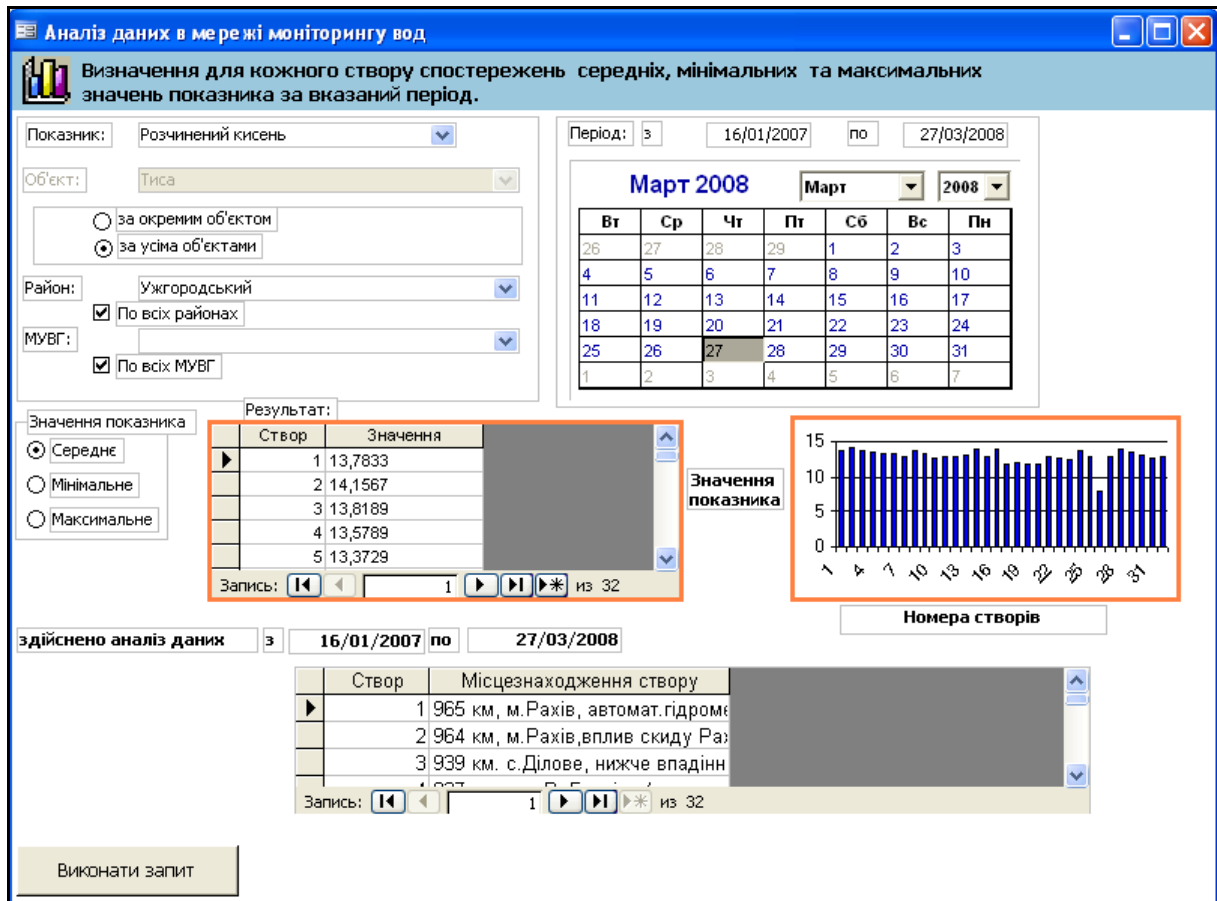 Аналіз даних в мережі моніторингу вод
Визначення для кожного створу спостережень середніх, мінімальних та максимальних
значень показника за вказаний період.
Показник: Розчинений кисень
Об'єкт: Тиса
за окремим об'єктом
за усіма об'єктами
Район: Ужгородський
По всіх районах
МУВГ:
По всіх МУВГ
Період: з 16/01/2007 по 27/03/2008
Март 2008 Март 2008
Вт Ср Чт Пт Сб Вс Пн
26 27 28 29 1 2 3
4 5 6 7 8 9 10
11 12 13 14 15 16 17
18 19 20 21 22 23 24
25 26 27 28 29 30 31
1 2 3 4 5 6 7
Значення показника
Середнє
Мінімальне
Максимальне
Результат:
Створ Значення
1 13,7833
2 14,1567
3 13,8189
4 13,5789
5 13,3729
Запись: 1 из 32
Значення
показника
15
10
5
0
1 4 7 10 13 16 19 22 25 28 31
Номера створів
здійснено аналіз даних з 16/01/2007 по 27/03/2008
Створ Місцезнаходження створу
1 965 км, м.Рахів, автомат.гідроме
2 964 км, м.Рахів,вплив скиду Рах
3 939 км. с.Ділове, нижче впадінн
Запись: 1 из 32
Виконати запит